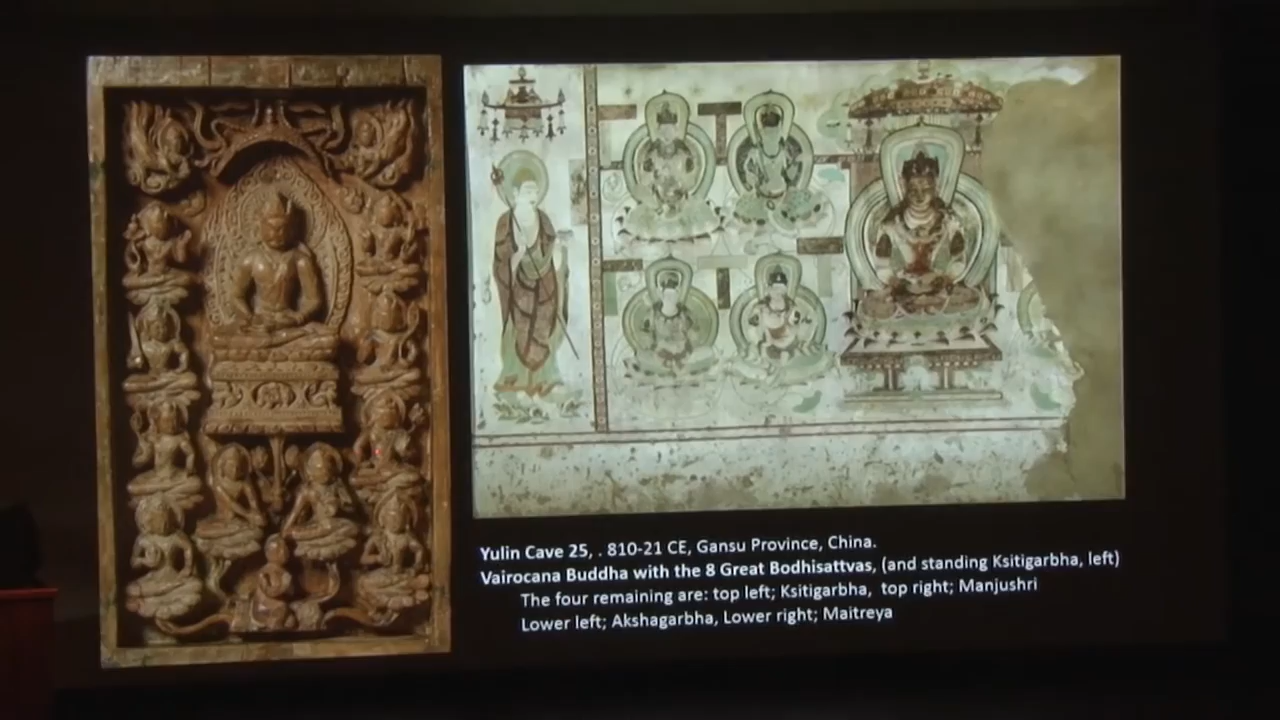 Yulin Cave 25, . 810-21 CE, Gansu Province, China.
Vairocana Buddha with the 8 Great Bodhisattvas, (and standing Ksitigarbha, left)
The four remaining are: top left; Ksitigarbha, top right; Manjushri
Lower left; Akshagarbha, Lower right; Maitreya